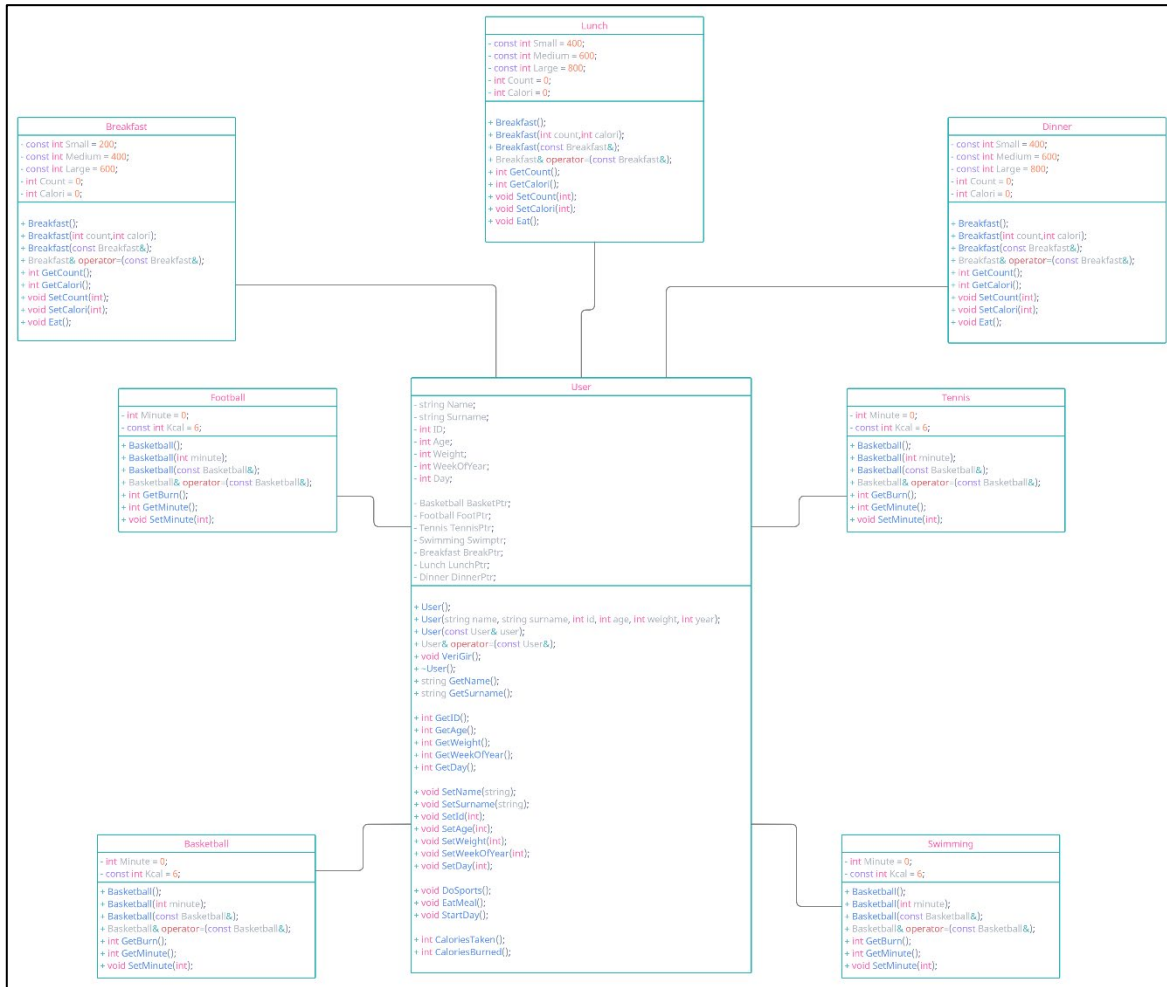 Lunch
- const int Small = 400;
- const int Medium = 600;
- const int Large = 800;
- int Count = 0;
- int Calori = 0;
+ Breakfast();
+ Breakfast(int count,int calori);
+ Breakfast(const Breakfast&);
+ Breakfast& operator=(const Breakfast&);
+ int GetCount();
+ int GetCalori();
+ void SetCount(int);
+ void SetCalori(int);
+ void Eat();
Breakfast
- const int Small = 200;
- const int Medium = 400;
- const int Large = 600;
- int Count = 0;
- int Calori = 0;
+ Breakfast();
+ Breakfast(int count,int calori);
+ Breakfast(const Breakfast&);
+ Breakfast& operator=(const Breakfast&);
+ int GetCount();
+ int GetCalori();
+ void SetCount(int);
+ void SetCalori(int);
+ void Eat();
Dinner
- const int Small = 400;
- const int Medium = 600;
- const int Large = 800;
- int Count = 0;
- int Calori = 0;
+ Breakfast();
+ Breakfast(int count,int calori);
+ Breakfast(const Breakfast&);
+ Breakfast& operator=(const Breakfast&);
+ int GetCount();
+ int GetCalori();
+ void SetCount(int);
+ void SetCalori(int);
+ void Eat();
Football
- int Minute = 0;
- const int Kcal = 6;
+ Basketball();
+ Basketball(int minute);
+ Basketball(const Basketball&);
+ Basketball& operator=(const Basketball&);
+ int GetBurn();
+ int GetMinute();
+ void SetMinute(int);
User
- string Name;
- string Surname;
- int ID;
- int Age;
- int Weight;
- int WeekOfYear;
- int Day;
- Basketball BasketPtr;
- Football FootPtr;
- Tennis TennisPtr;
- Swimming Swimptr;
- Breakfast BreakPtr;
- Lunch LunchPtr;
- Dinner DinnerPtr;
+ User();
+ User(string name, string surname, int id, int age, int weight, int year);
+ User(const User& user);
+ User& operator=(const User&);
+ void VeriGir();
+ ~User();
+ string GetName();
+ string GetSurname();
+ int GetID();
+ int GetAge();
+ int GetWeight();
+ int GetWeekOfYear();
+ int GetDay();
+ void SetName(string);
+ void SetSurname(string);
+ void SetId(int);
+ void SetAge(int);
+ void SetWeight(int);
+ void SetWeekOfYear(int);
+ void SetDay(int);
+ void DoSports();
+ void EatMeal();
+ void StartDay();
+ int CaloriesTaken();
+ int CaloriesBurned();
Tennis
- int Minute = 0;
- const int Kcal = 6;
+ Basketball();
+ Basketball(int minute);
+ Basketball(const Basketball&);
+ Basketball& operator=(const Basketball&);
+ int GetBurn();
+ int GetMinute();
+ void SetMinute(int);
Basketball
- int Minute = 0;
- const int Kcal = 6;
+ Basketball();
+ Basketball(int minute);
+ Basketball(const Basketball&);
+ Basketball& operator=(const Basketball&);
+ int GetBurn();
+ int GetMinute();
+ void SetMinute(int);
Swimming
- int Minute = 0;
- const int Kcal = 6;
+ Basketball();
+ Basketball(int minute);
+ Basketball(const Basketball&);
+ Basketball& operator=(const Basketball&);
+ int GetBurn();
+ int GetMinute();
+ void SetMinute(int);